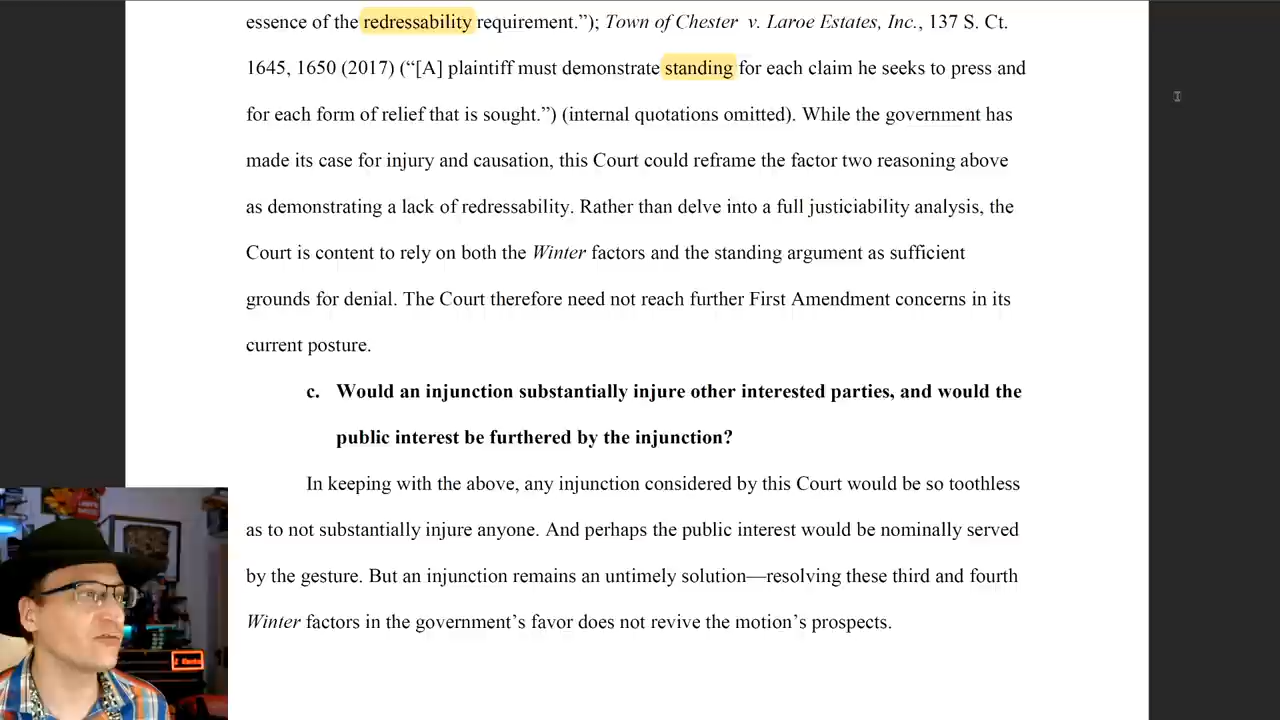 essence of the redressability requirement.”); Town of Chester v. Laroe Estates, Inc., 137 S. Ct.
1645, 1650 (2017) (“[A] plaintiff must demonstrate standing for each claim he seeks to press and
for each form of relief that is sought.”) (internal quotations omitted). While the government has
made its case for injury and causation, this Court could reframe the factor two reasoning above
as demonstrating a lack of redressability. Rather than delve into a full justiciability analysis, the
Court is content to rely on both the Winter factors and the standing argument as sufficient
grounds for denial. The Court therefore need not reach further First Amendment concerns in its
current posture.
c. Would an injunction substantially injure other interested parties, and would the
public interest be furthered by the injunction?
In keeping with the above, any injunction considered by this Court would be so toothless
as to not substantially injure anyone. And perhaps the public interest would be nominally served
by the gesture. But an injunction remains an untimely solution—resolving these third and fourth
Winter factors in the government’s favor does not revive the motion’s prospects.